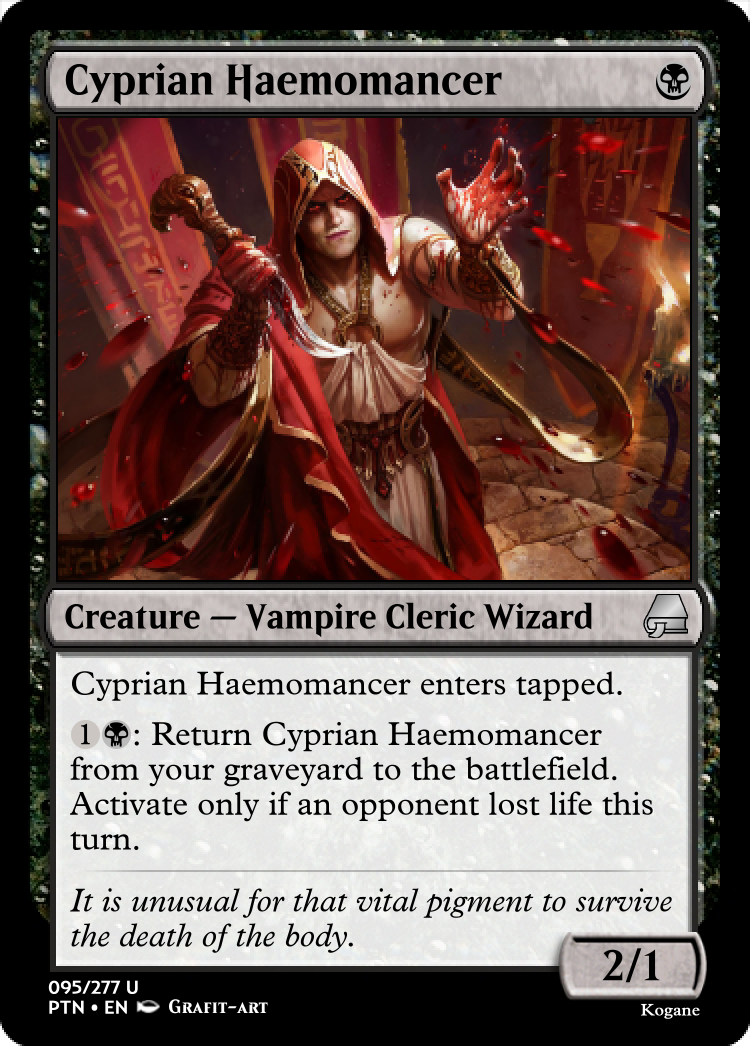 Cyprian Haemomancer
Creature — Vampire Cleric Wizard
Cyprian Haemomancer enters tapped.
1: Return Cyprian Haemomancer
from your graveyard to the battlefield.
Activate only if an opponent lost life this
turn.
It is unusual for that vital pigment to survive
the death of the body.
2/1
095/277 U
PTN • EN Grafit-art
Kogane